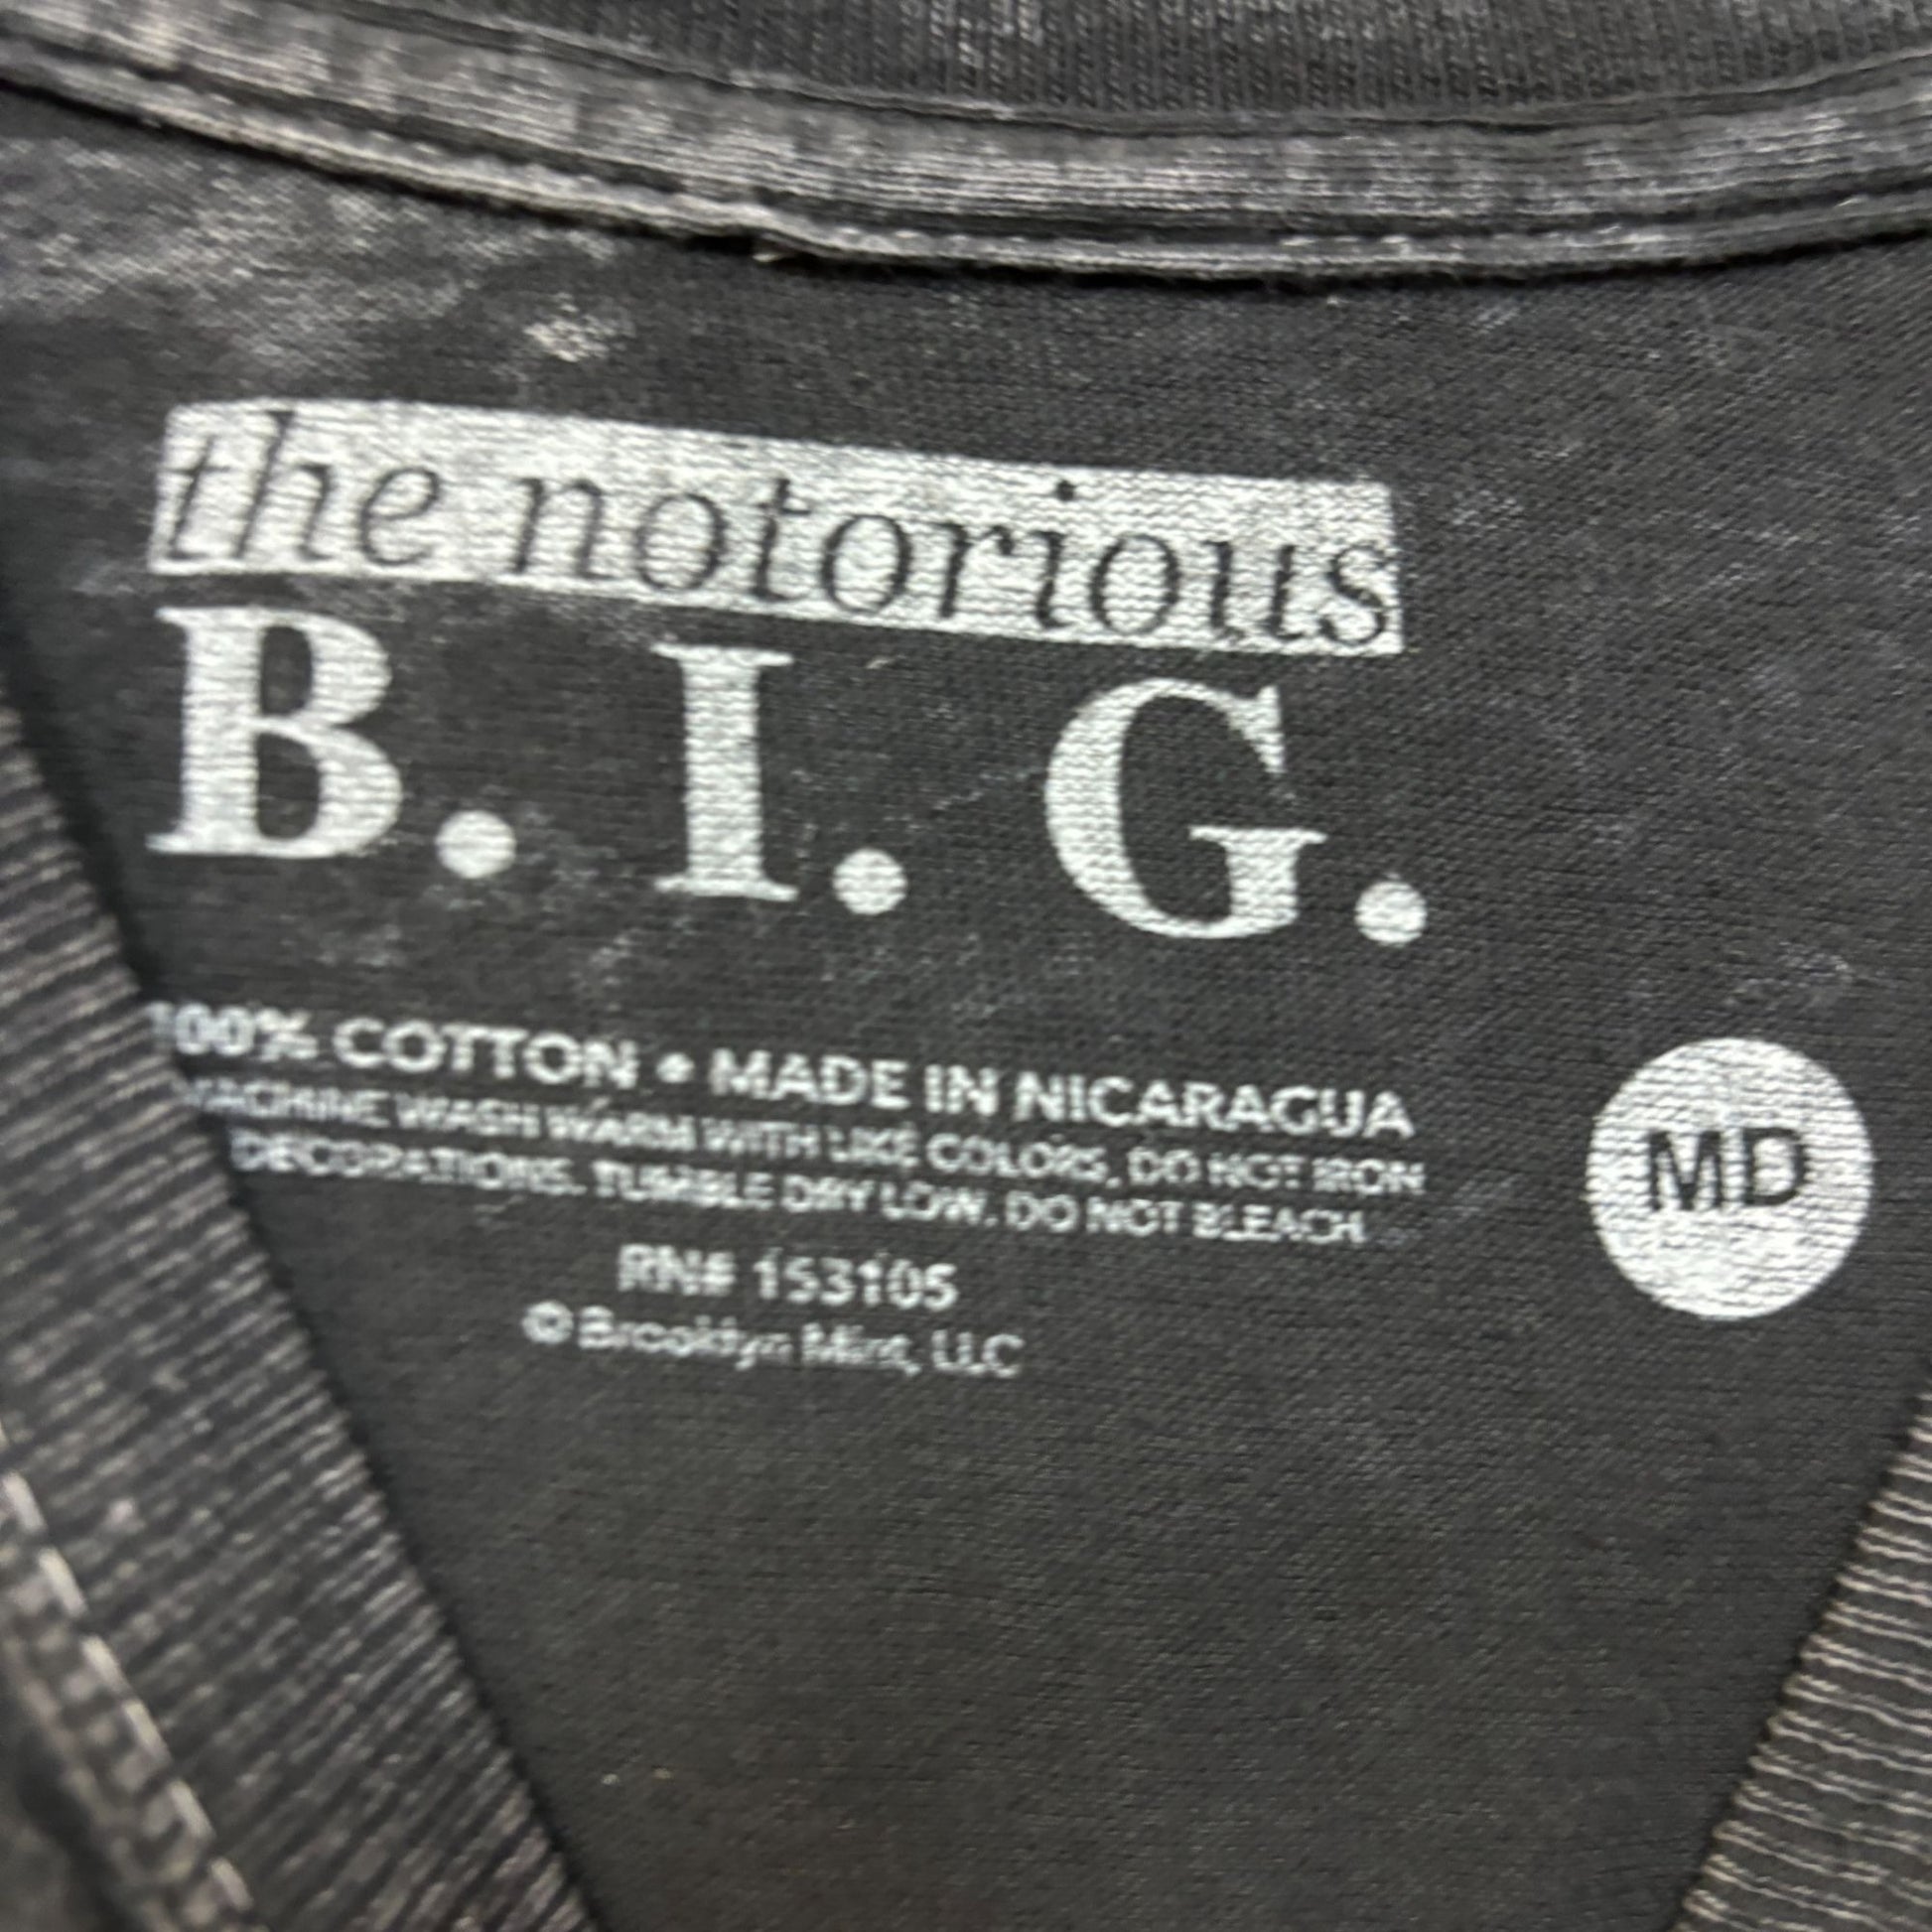 the notorious
B. I. G.
100% COTTON • MADE IN NICARAGUA
MACHINE WASH WARM WITH LIKE COLORS. DO NOT IRON
DECORATIONS. TUMBLE DRY LOW. DO NOT BLEACH
RN# 153105
© Brooklyn Mint, LLC
MD